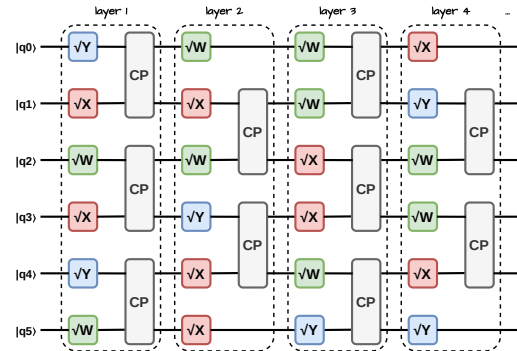 layer 1 layer 2 layer 3 layer 4 ...
|q0⟩ √Y √W √W √X
CP CP
|q1⟩ √X √X √W √Y
CP CP
|q2⟩ √W √W √X √W
CP CP
|q3⟩ √X √Y √X √W
CP CP
|q4⟩ √Y √X √W √X
CP CP
|q5⟩ √W √X √Y √Y